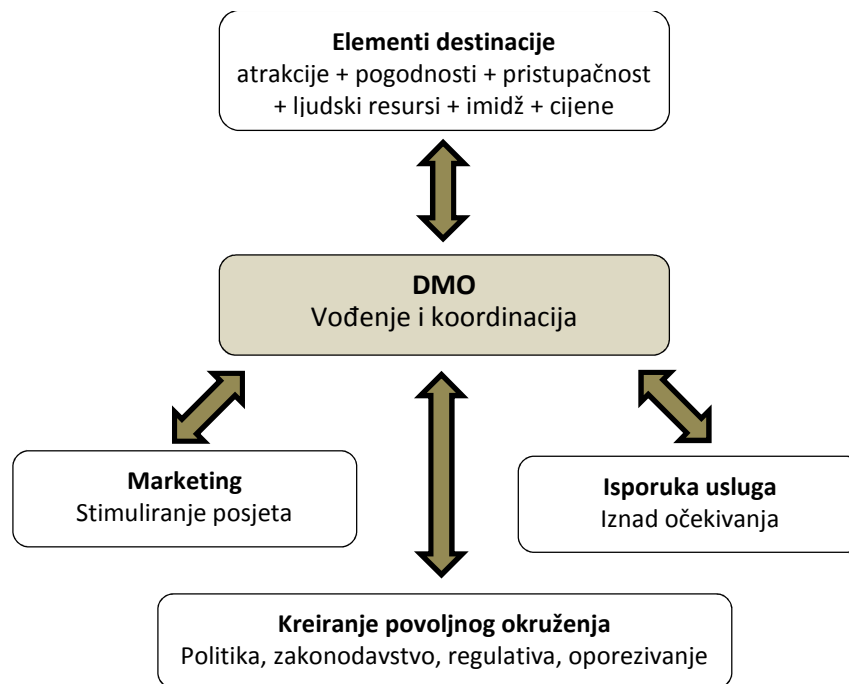 Elementi destinacije
atrakcije + pogodnosti + pristupačnost
+ ljudski resursi + imidž + cijene
DMO
Vođenje i koordinacija
Marketing
Stimuliranje posjeta
Isporuka usluga
Iznad očekivanja
Kreiranje povoljnog okruženja
Politika, zakonodavstvo, regulativa, oporezivanje